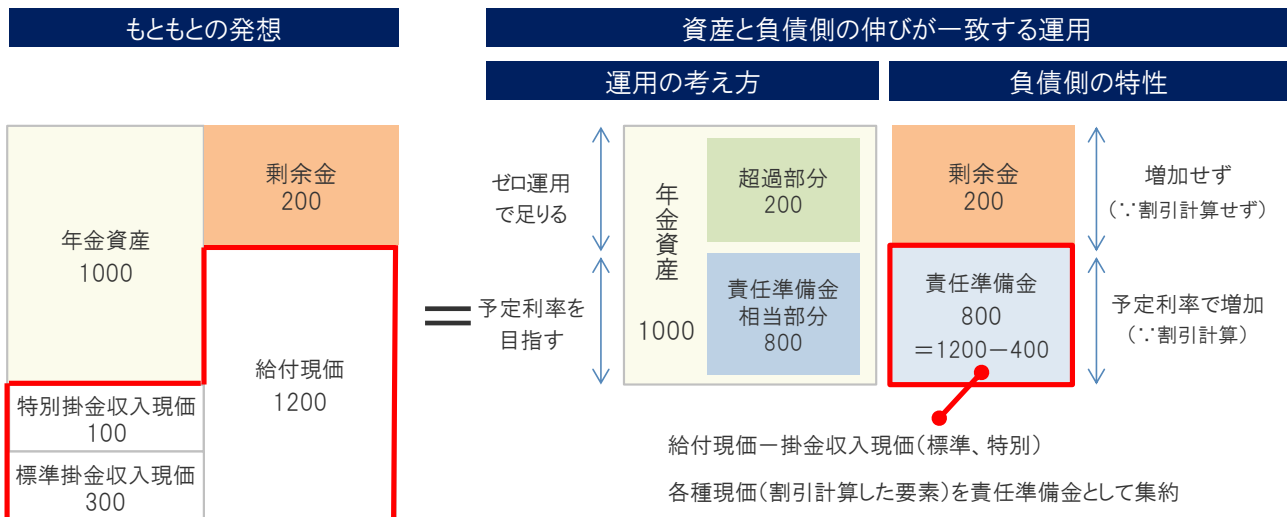 もともとの発想
資産と負債側の伸びが一致する運用
運用の考え方
負債側の特性
年金資産
1000
剰余金
200
給付現価
1200
特別掛金収入現価
100
標準掛金収入現価
300
=
ゼロ運用
で足りる
予定利率を
目指す
年金資産
1000
超過部分
200
責任準備金
相当部分
800
剰余金
200
責任準備金
800
=1200-400
増加せず
(∵割引計算せず)
予定利率で増加
(∵割引計算)
給付現価-掛金収入現価(標準、特別)
各種現価(割引計算した要素)を責任準備金として集約